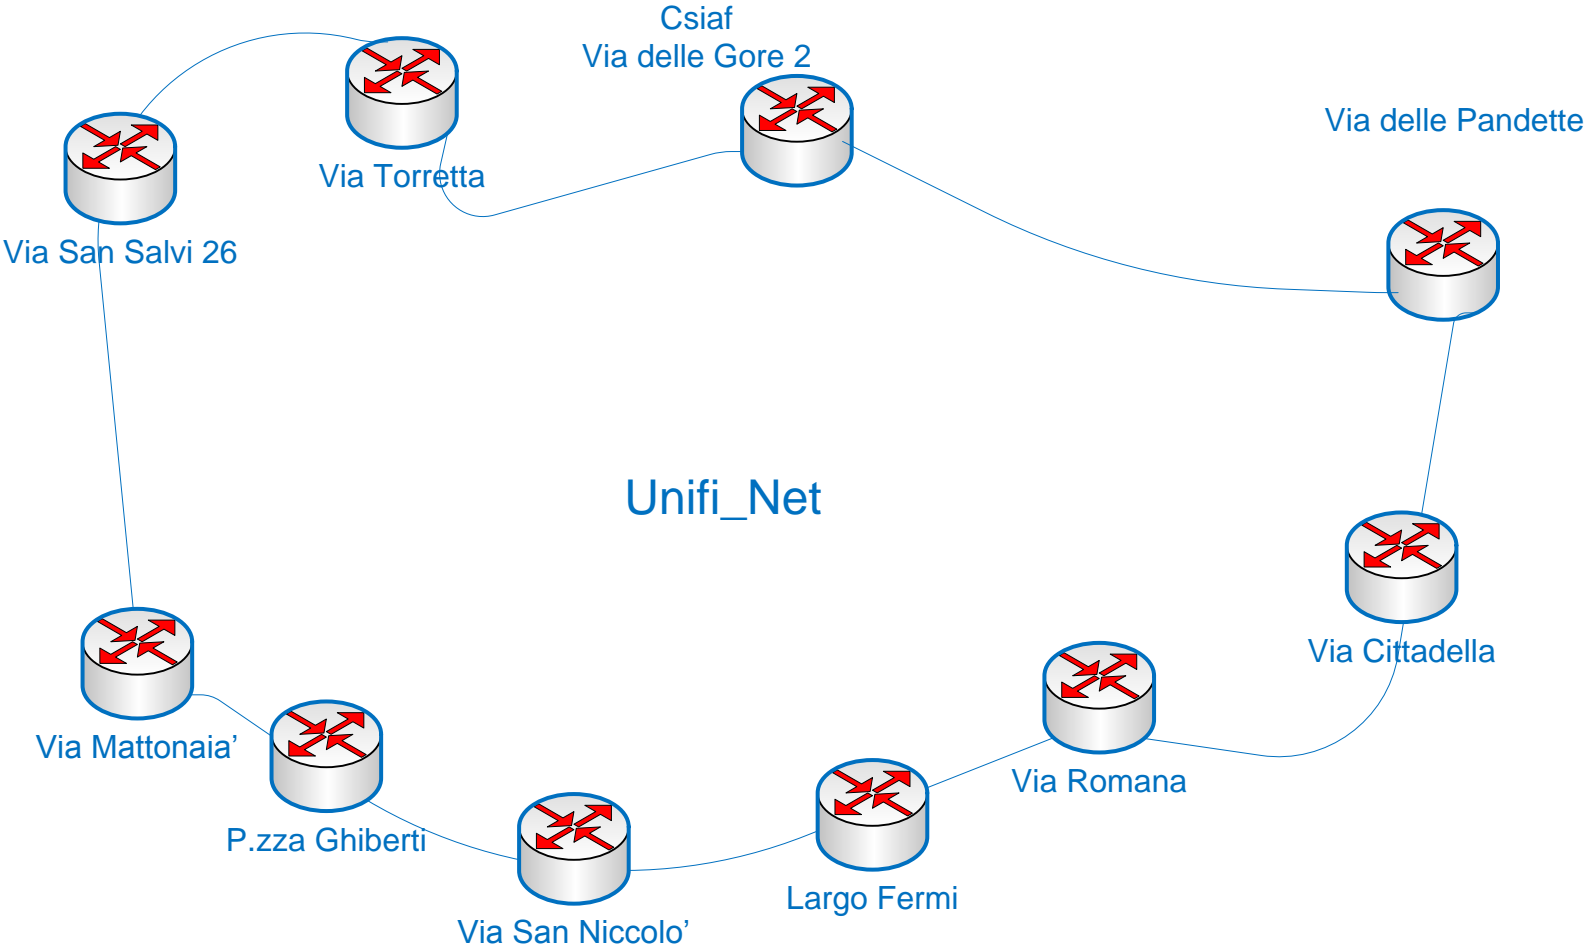 Csiaf
Via delle Gore 2
Via delle Pandette
Via Torretta
Via San Salvi 26
Unifi_Net
Via Cittadella
Via Mattonaia’
Via Romana
P.zza Ghiberti
Largo Fermi
Via San Niccolo’